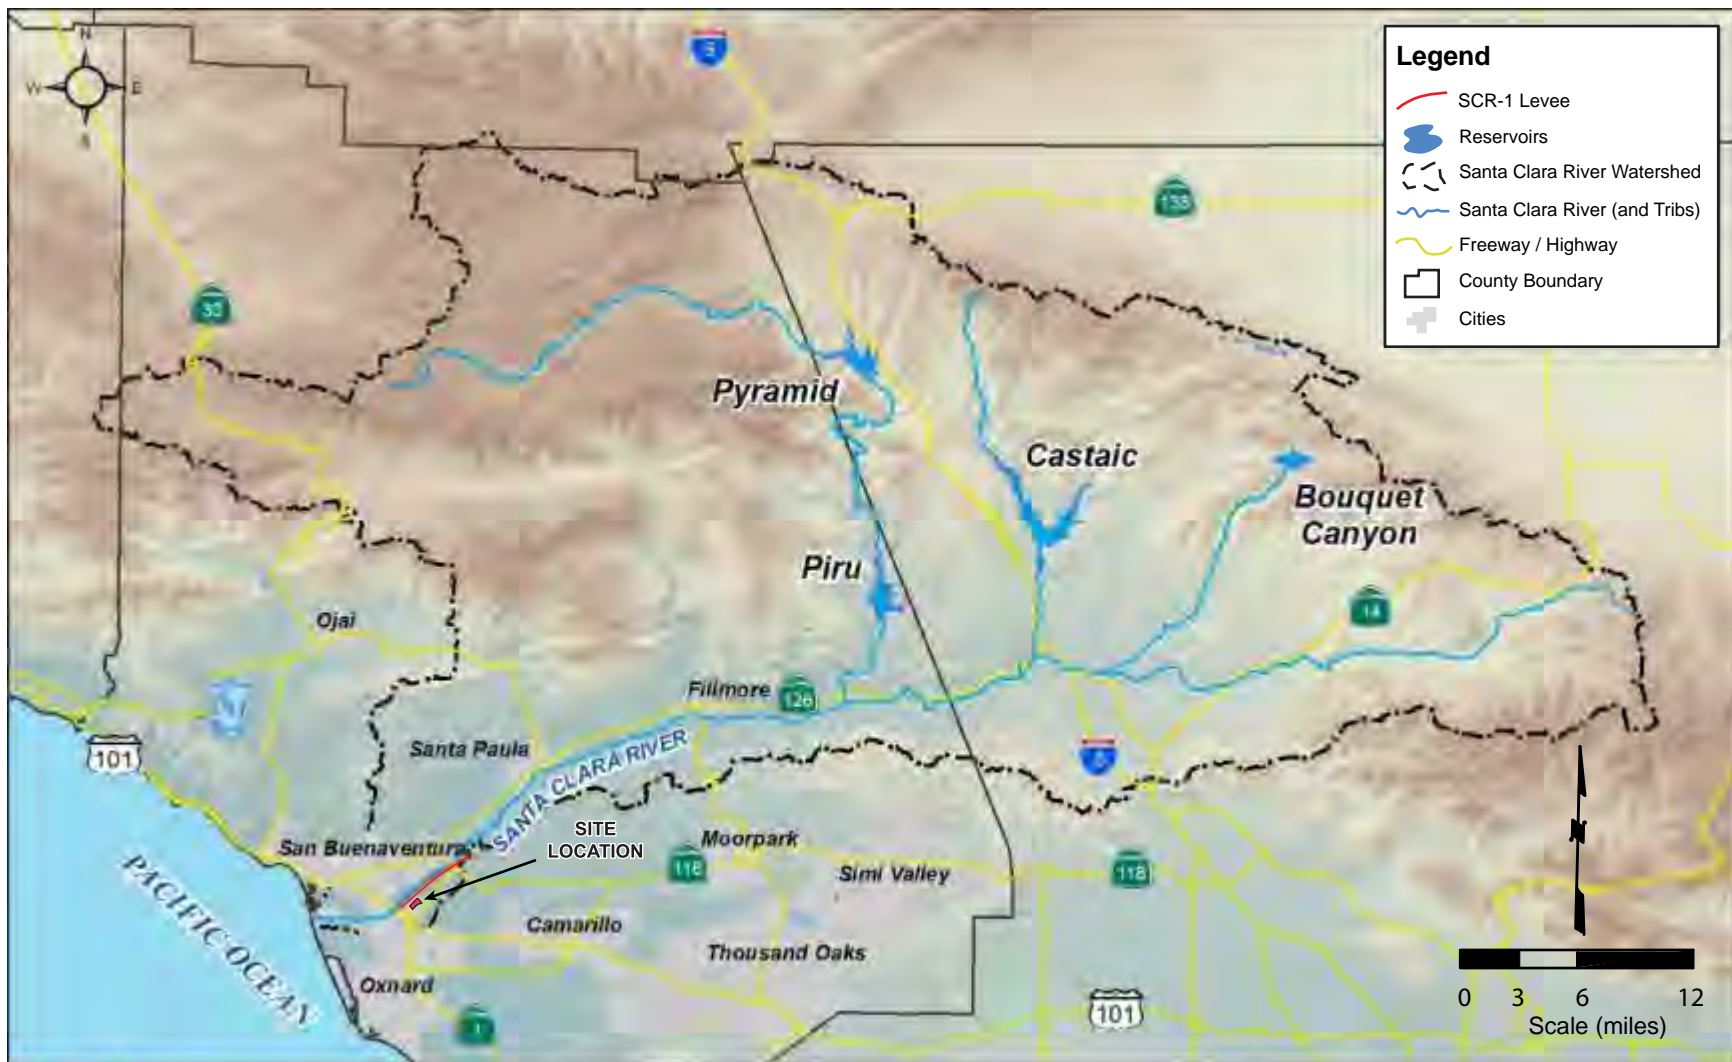 N
W
E
S
5
Legend
SCR-1 Levee
Reservoirs
Santa Clara River Watershed
Santa Clara River (and Tribs)
Freeway / Highway
County Boundary
Cities
138
33
Pyramid
Castaic
Bouquet
Canyon
Piru
14
Ojai
Fillmore
126
101
Santa Paula
SANTA CLARA RIVER
5
SITE
LOCATION
San Buenaventura
Moorpark
118
Simi Valley
118
N
PACIFIC OCEAN
Camarillo
Thousand Oaks
Oxnard
1
101
0 3 6 12
Scale (miles)